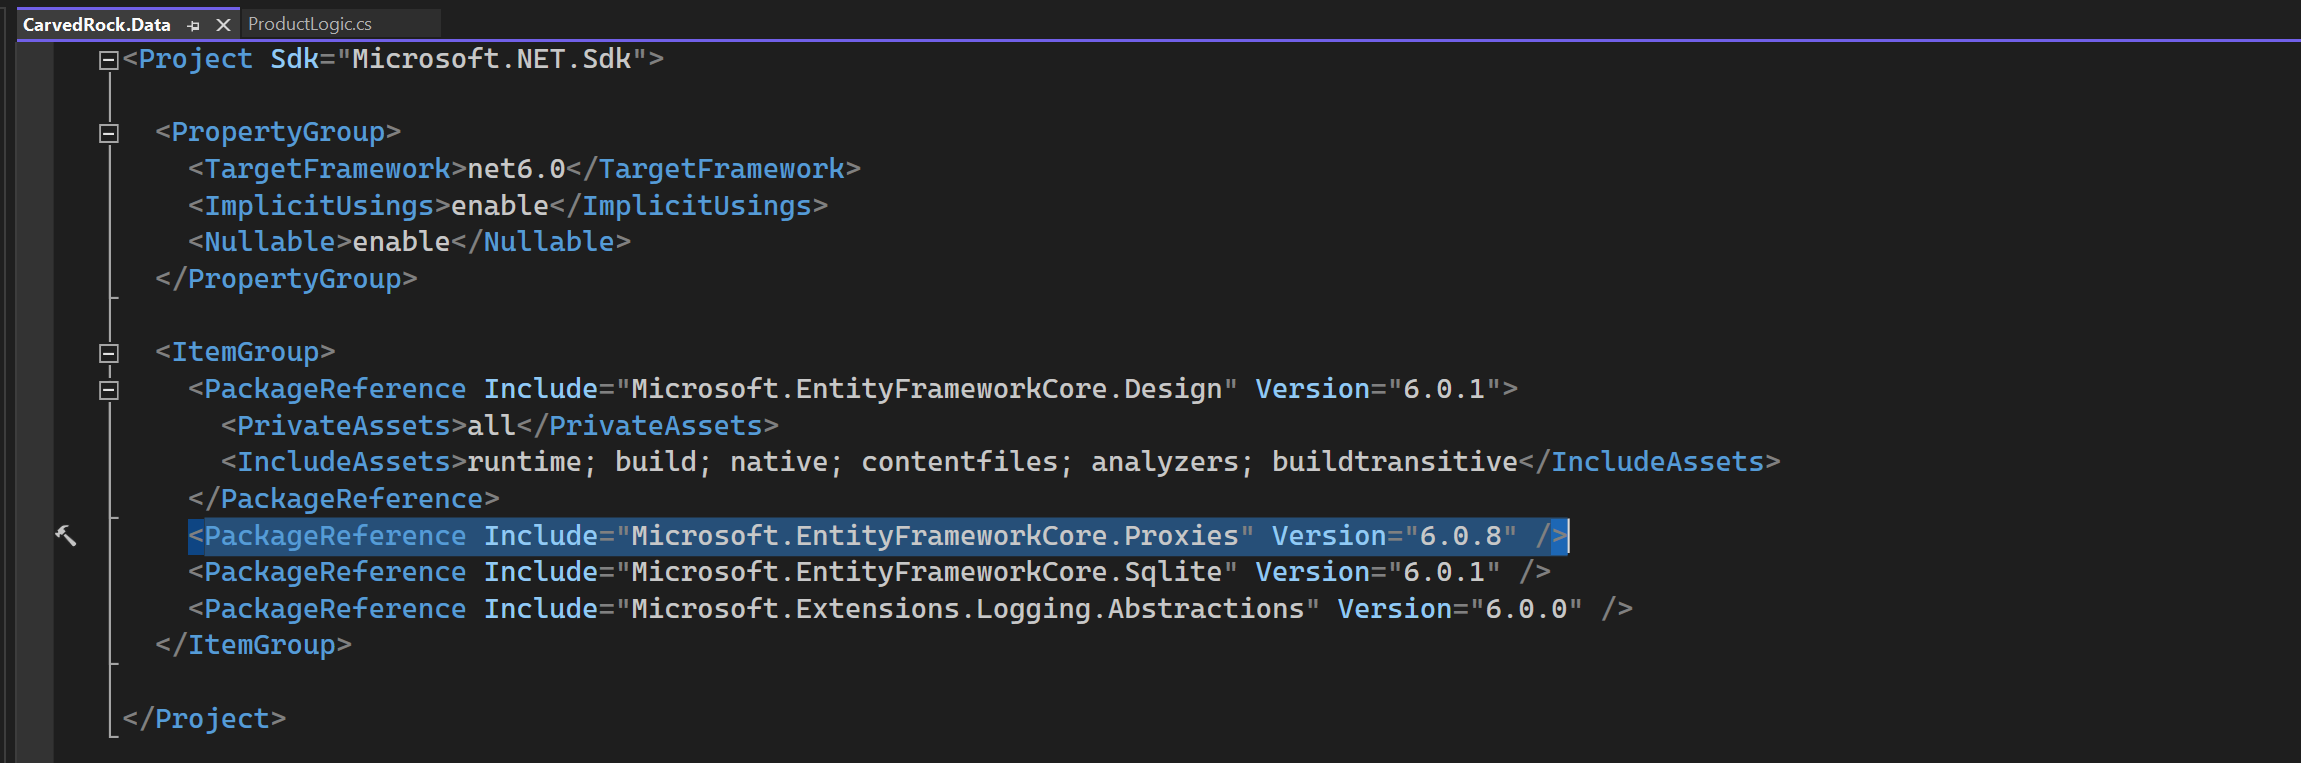 CarvedRock.Data ProductLogic.cs
<Project Sdk="Microsoft.NET.Sdk">
<PropertyGroup>
<TargetFramework>net6.0</TargetFramework>
<ImplicitUsings>enable</ImplicitUsings>
<Nullable>enable</Nullable>
</PropertyGroup>
<ItemGroup>
<PackageReference Include="Microsoft.EntityFrameworkCore.Design" Version="6.0.1">
<PrivateAssets>all</PrivateAssets>
<IncludeAssets>runtime; build; native; contentfiles; analyzers; buildtransitive</IncludeAssets>
</PackageReference>
<PackageReference Include="Microsoft.EntityFrameworkCore.Proxies" Version="6.0.8" />
<PackageReference Include="Microsoft.EntityFrameworkCore.Sqlite" Version="6.0.1" />
<PackageReference Include="Microsoft.Extensions.Logging.Abstractions" Version="6.0.0" />
</ItemGroup>
</Project>